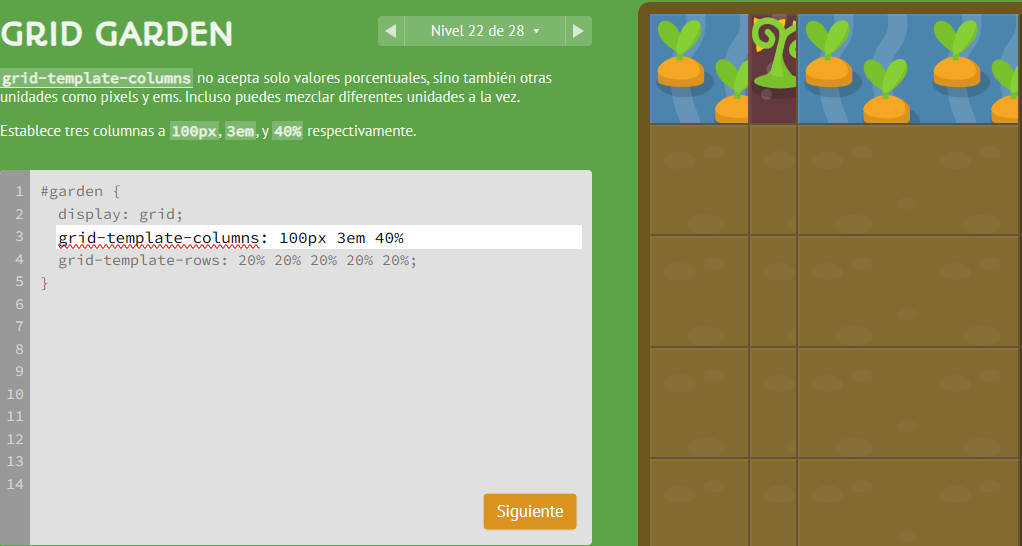 GRID GARDEN
Nivel 22 de 28
grid-template-columns no acepta solo valores porcentuales, sino también otras
unidades como pixels y ems. Incluso puedes mezclar diferentes unidades a la vez.
Establece tres columnas a 100px, 3em, y 40% respectivamente.
1 #garden {
2 display: grid;
3 grid-template-columns: 100px 3em 40%
4 grid-template-rows: 20% 20% 20% 20% 20%;
5 }
6
7
8
9
10
11
12
13
14
Siguiente